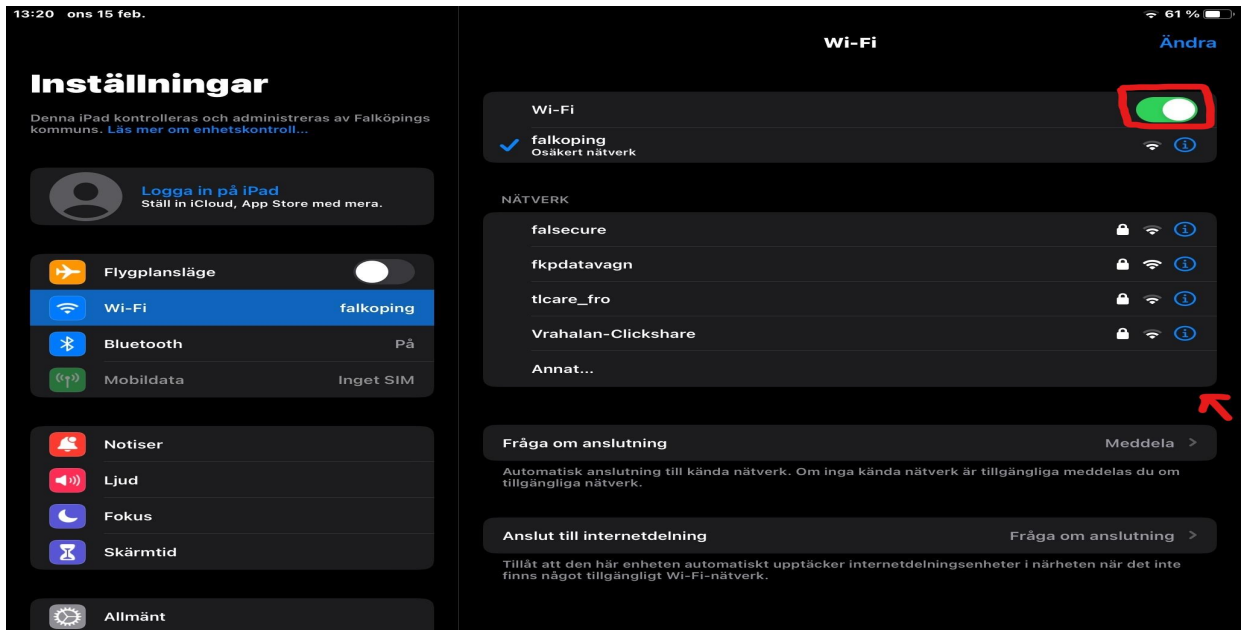 13:20 ons 15 feb.
61 %
Inställningar
Denna iPad kontrolleras och administreras av Falköpings
kommuns. Läs mer om enhetskontroll...
Logga in på iPad
Ställ in iCloud, App Store med mera.
Flygplansläge
Wi-Fi falkoping
Bluetooth På
Mobildata Inget SIM
Notiser
Ljud
Fokus
Skärmtid
Allmänt
Wi-Fi
Ändra
Wi-Fi
falkoping
Osäkert nätverk
NÄTVERK
falsecure
fkpdatavagn
tlcare_fro
Vrahalan-Clickshare
Annat...
Fråga om anslutning Meddela
Automatisk anslutning till kända nätverk. Om inga kända nätverk är tillgängliga meddelas du om
tillgängliga nätverk.
Anslut till internetdelning Fråga om anslutning
Tillåt att den här enheten automatiskt upptäcker internetdelningsenheter i närheten när det inte
finns något tillgängligt Wi-Fi-nätverk.